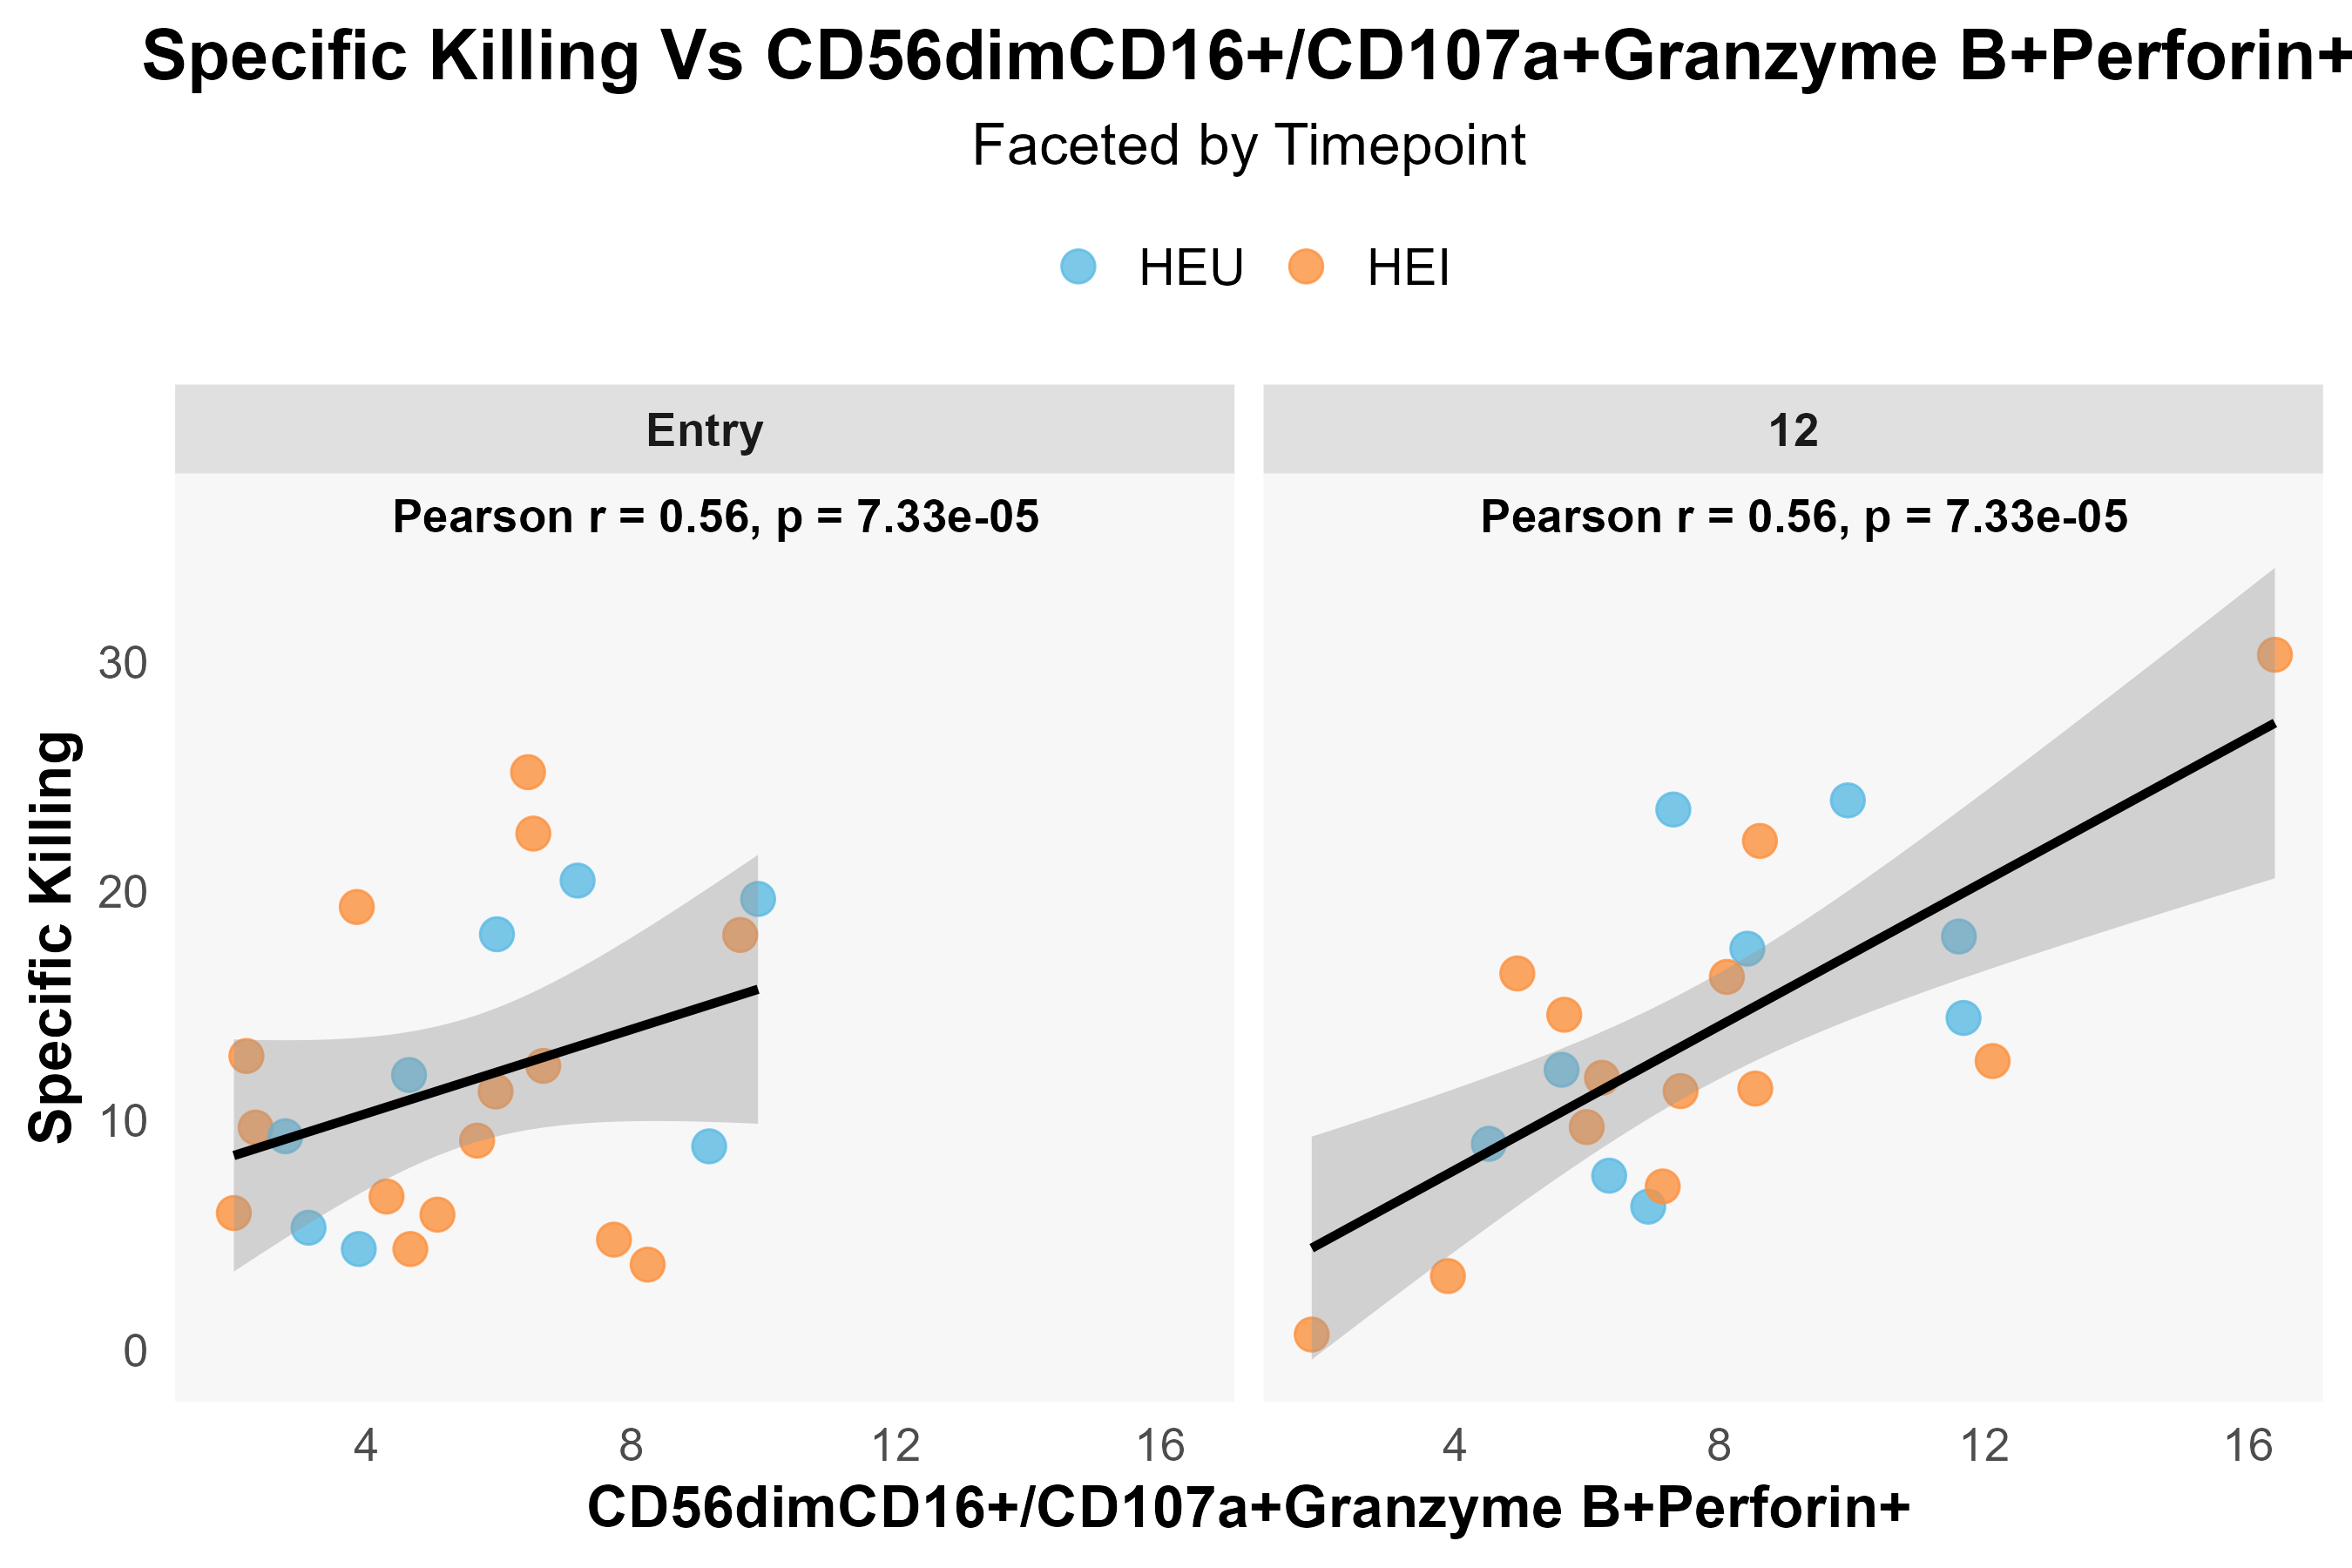 Specific Killing Vs CD56dimCD16+/CD107a+Granzyme B+Perforin+
Faceted by Timepoint
HEU HEI
Entry 12
Pearson r = 0.56, p = 7.33e-05 Pearson r = 0.56, p = 7.33e-05
30
20
10
0
Specific Killing
4 8 12 16 4 8 12 16
CD56dimCD16+/CD107a+Granzyme B+Perforin+